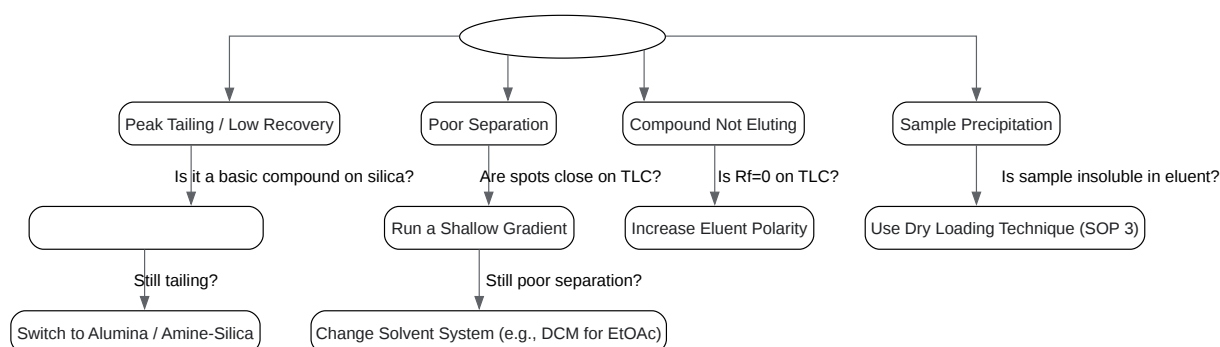 Peak Tailing / Low Recovery
Poor Separation
Compound Not Eluting
Sample Precipitation
Is it a basic compound on silica?
Are spots close on TLC?
Is Rf=0 on TLC?
Is sample insoluble in eluent?
Run a Shallow Gradient
Increase Eluent Polarity
Use Dry Loading Technique (SOP 3)
Still tailing?
Still poor separation?
Switch to Alumina / Amine-Silica
Change Solvent System (e.g., DCM for EtOAc)